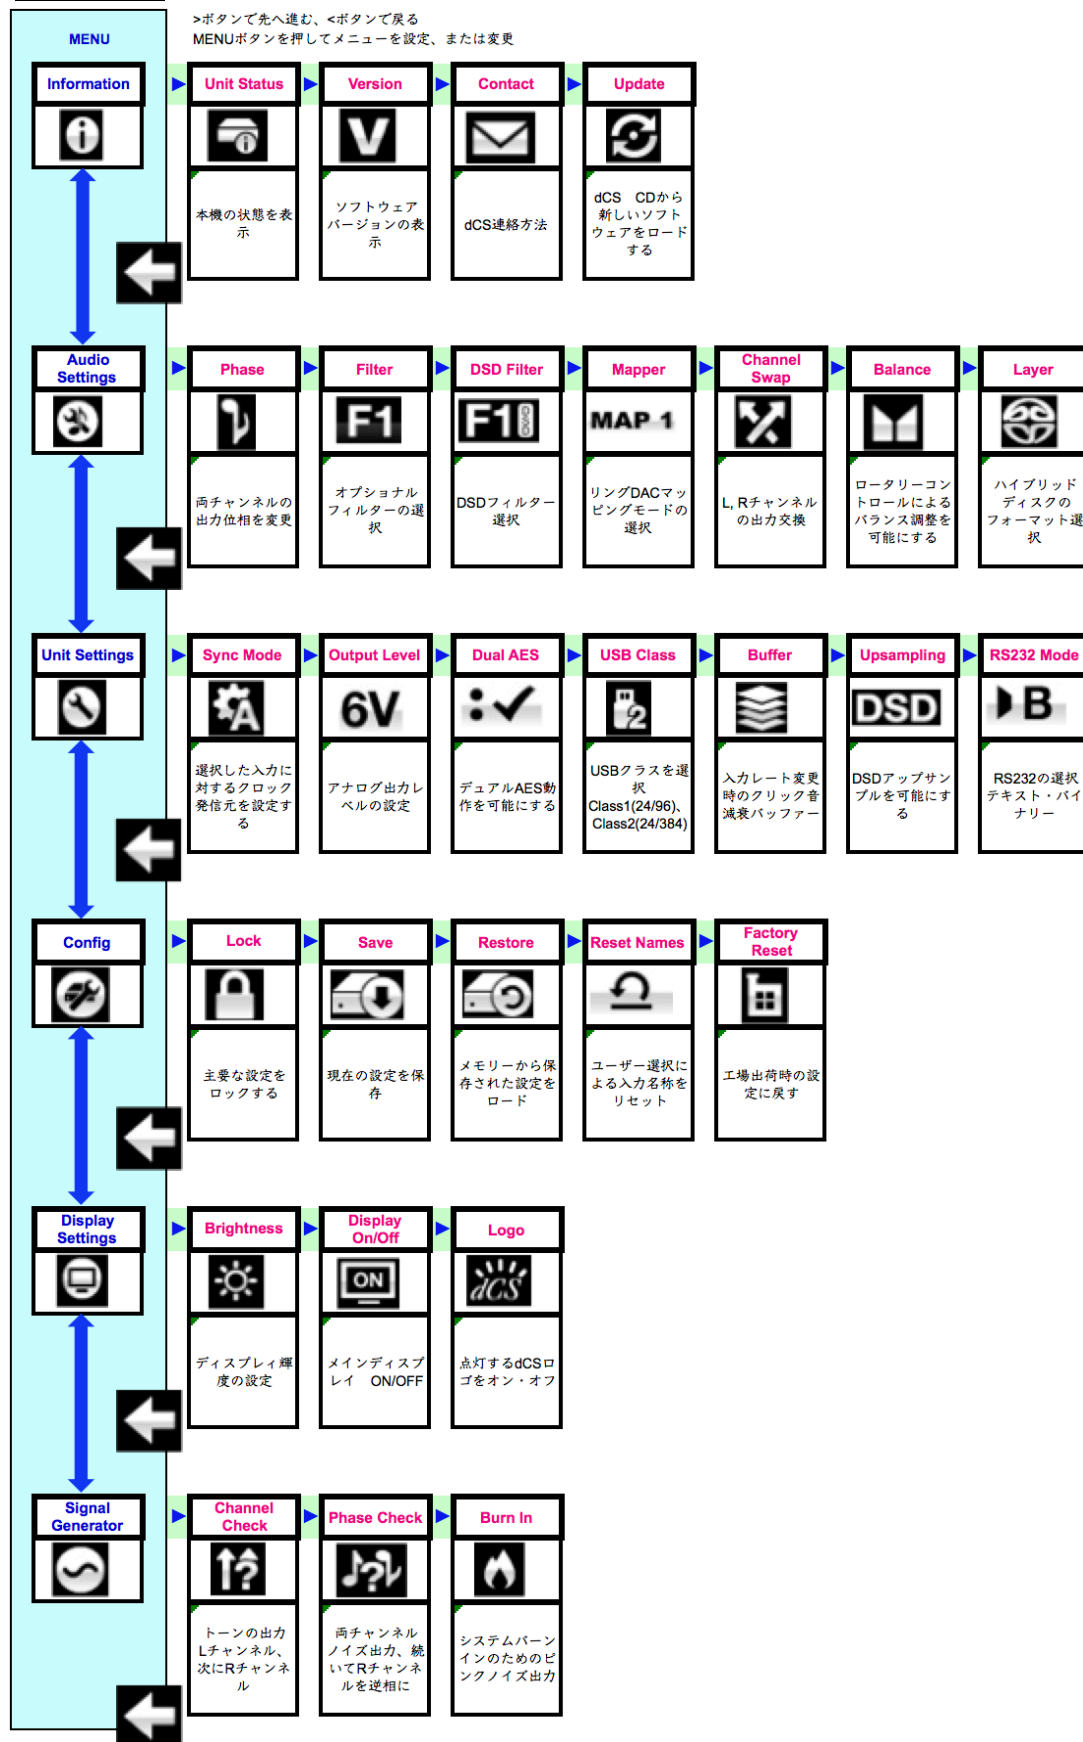 >ボタンで先へ進む、<ボタンで戻る
MENU
MENUボタンを押してメニューを設定、または変更
Information
Unit Status
Version
Contact
Update
V
本機の状態を表
示
ソフトウェア
バージョンの表
示
dCS連絡方法
dCS　CDから
新しいソフト
ウェアをロード
する
Audio
Settings
Phase
Filter
DSD Filter
Mapper
Channel
Swap
Balance
Layer
F1
F1 DSD
MAP 1
両チャンネルの
出力位相を変更
オプショナル
フィルターの選
択
DSDフィルター
選択
リングDACマッ
ピングモードの
選択
L, Rチャンネル
の出力交換
ロータリーコン
トロールによる
バランス調整を
可能にする
ハイブリッド
ディスクの
フォーマット選
択
Unit Settings
Sync Mode
Output Level
Dual AES
USB Class
Buffer
Upsampling
RS232 Mode
A
6V
2
DSD
B
選択した入力に
対するクロック
発信元を設定す
る
アナログ出力レ
ベルの設定
デュアルAES動
作を可能にする
USBクラスを選
択
Class1(24/96)、
Class2(24/384)
入力レート変更
時のクリック音
減衰バッファー
DSDアップサン
プルを可能にす
る
RS232の選択
テキスト・バイ
ナリー
Config
Lock
Save
Restore
Reset Names
Factory
Reset
主要な設定を
ロックする
現在の設定を保
存
メモリーから保
存された設定を
ロード
ユーザー選択に
よる入力名称を
リセット
工場出荷時の設
定に戻す
Display
Settings
Brightness
Display
On/Off
Logo
ON
dCS
ディスプレィ輝
度の設定
メインディスプ
レイ　ON/OFF
点灯するdCSロ
ゴをオン・オフ
Signal
Generator
Channel
Check
Phase Check
Burn In
?
?
トーンの出力
Lチャンネル、
次にRチャンネ
ル
両チャンネル
ノイズ出力、続
いてRチャンネ
ルを逆相に
システムバーン
インのためのピ
ンクノイズ出力